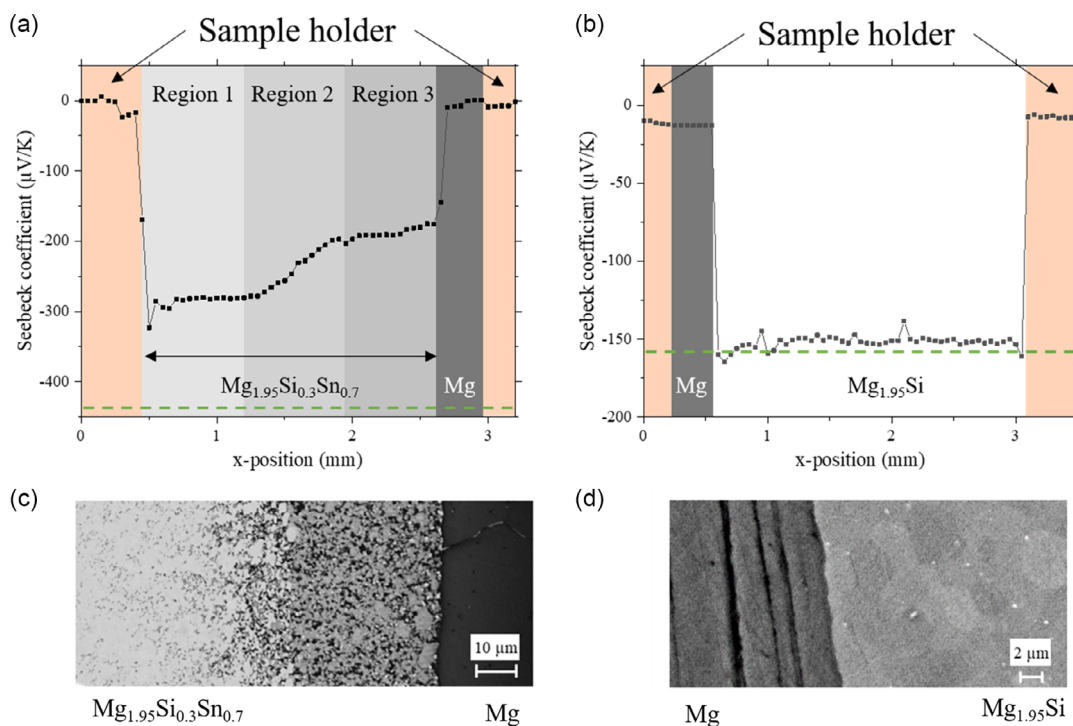 (a)
Sample holder
Region 1
Region 2
Region 3
0
-100
-200
-300
-400
Seebeck coefficient (µV/K)
Mg1.95Si0.3Sn0.7
Mg
0
1
2
3
x-position (mm)
(b)
Sample holder
0
-50
-100
-150
-200
Seebeck coefficient (µV/K)
Mg
Mg1.95Si
0
1
2
3
x-position (mm)
(c)
10 µm
Mg1.95Si0.3Sn0.7
Mg
(d)
2 µm
Mg
Mg1.95Si